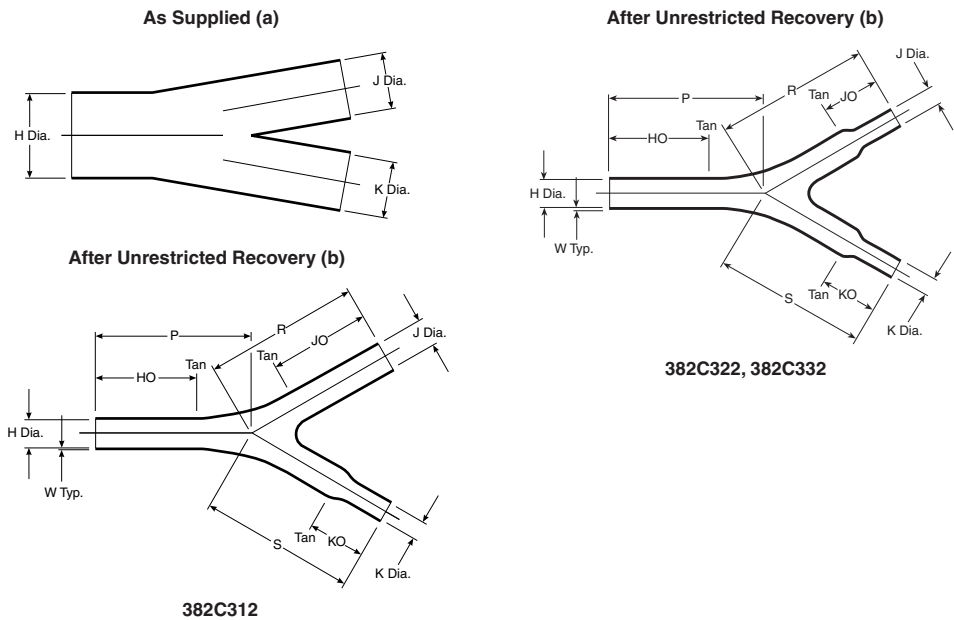 As Supplied (a)
H Dia.
J Dia.
K Dia.
After Unrestricted Recovery (b)
P
HO
Tan
R
Tan
JO
J Dia.
H Dia.
W Typ.
S
Tan
KO
K Dia.
382C322, 382C332
After Unrestricted Recovery (b)
P
HO
Tan
R
Tan
JO
J Dia.
H Dia.
W Typ.
S
Tan
KO
K Dia.
382C312